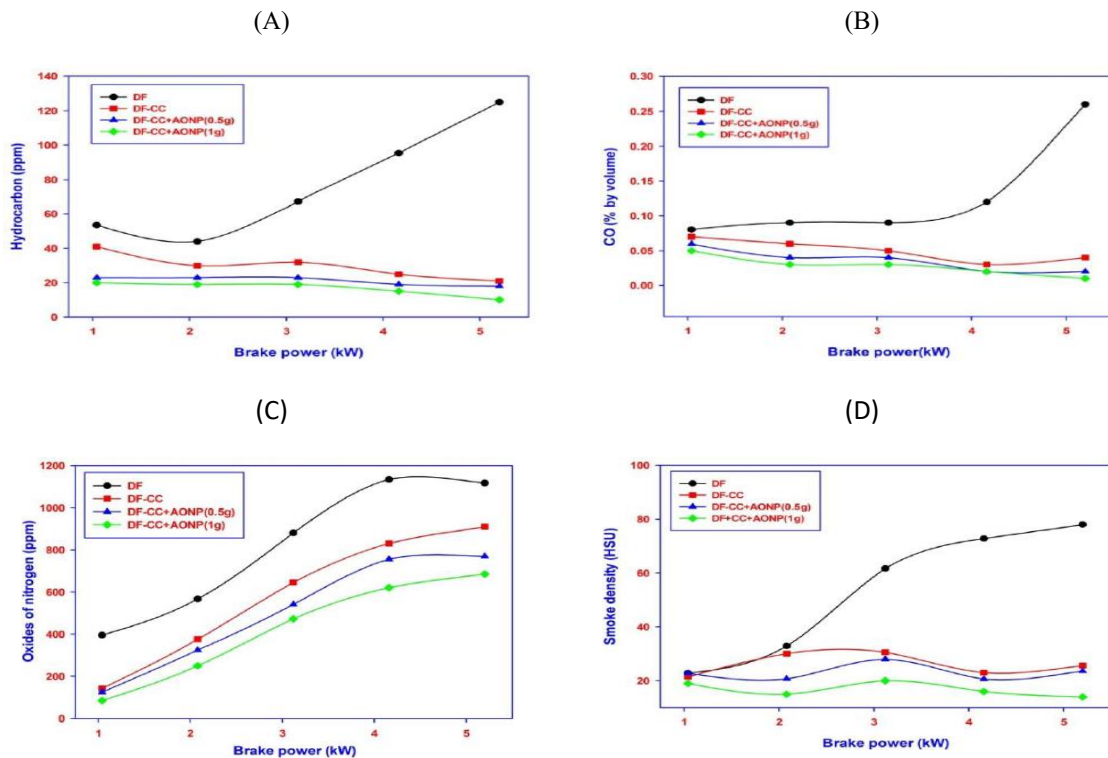 (A)
140
120
100
80
60
40
20
0
Hydrocarbon (ppm)
DF
DF-CC
DF-CC+AONP(0.5g)
DF-CC+AONP(1g)
1 2 3 4 5
Brake power (kW)
(B)
0.30
0.25
0.20
0.15
0.10
0.05
0.00
CO (% by volume)
DF
DF-CC
DF-CC+AONP(0.5g)
DF-CC+AONP(1g)
1 2 3 4 5
Brake power(kW)
(C)
1200
1000
800
600
400
200
0
Oxides of nitrogen (ppm)
DF
DF-CC
DF-CC+AONP(0.5g)
DF-CC+AONP(1g)
1 2 3 4 5
Brake power (kW)
(D)
100
80
60
40
20
Smoke density (HSU)
DF
DF-CC
DF-CC+AONP(0.5g)
DF+CC+AONP(1g)
1 2 3 4 5
Brake power (kW)